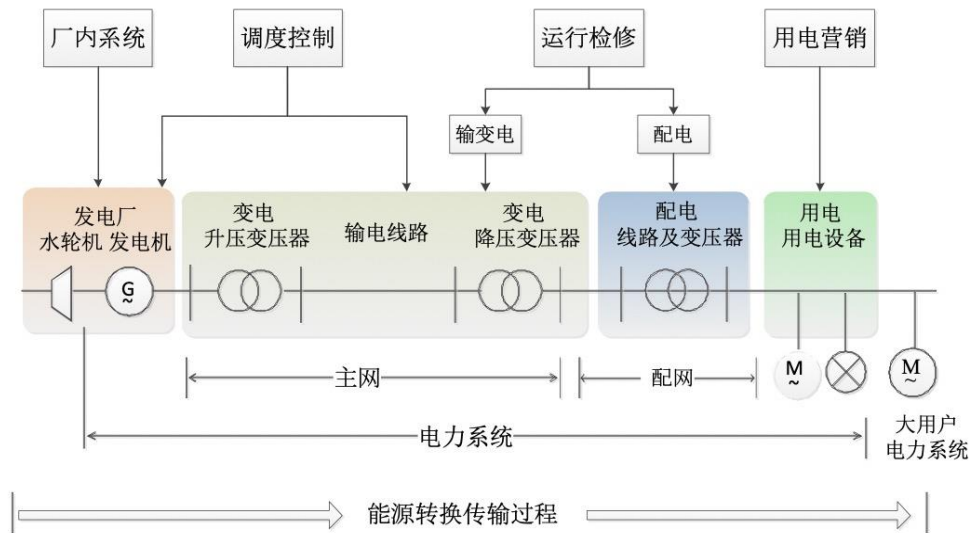 厂内系统
调度控制
运行检修
用电营销
输变电
配电
发电厂
水轮机 发电机
变电
升压变压器
输电线路
变电
降压变压器
配电
线路及变压器
用电
用电设备
G
~
M
~
M
~
主网
配网
大用户
电力系统
电力系统
能源转换传输过程